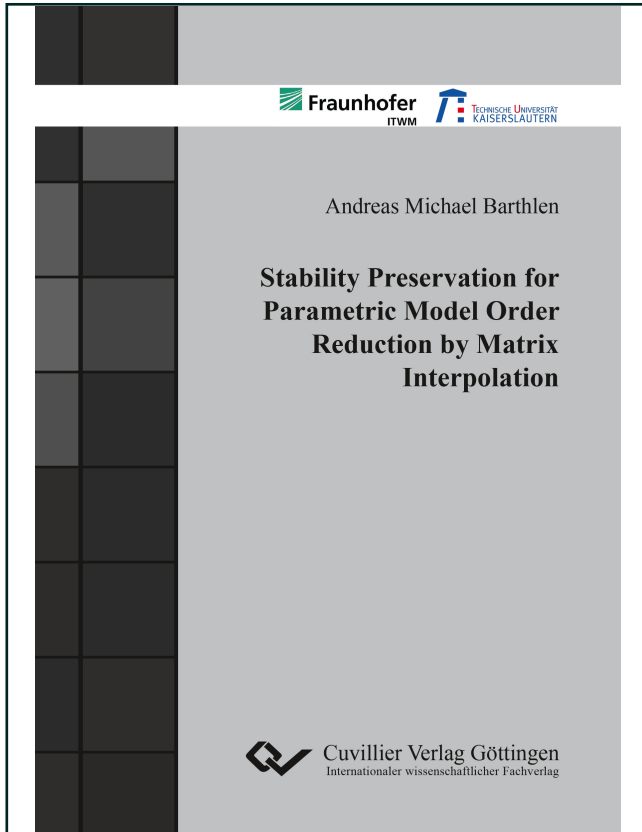 Fraunhofer
ITWM
TECHNISCHE UNIVERSITÄT
KAISERSLAUTERN
Andreas Michael Barthlen
Stability Preservation for
Parametric Model Order
Reduction by Matrix
Interpolation
Cuvillier Verlag Göttingen
Internationaler wissenschaftlicher Fachverlag